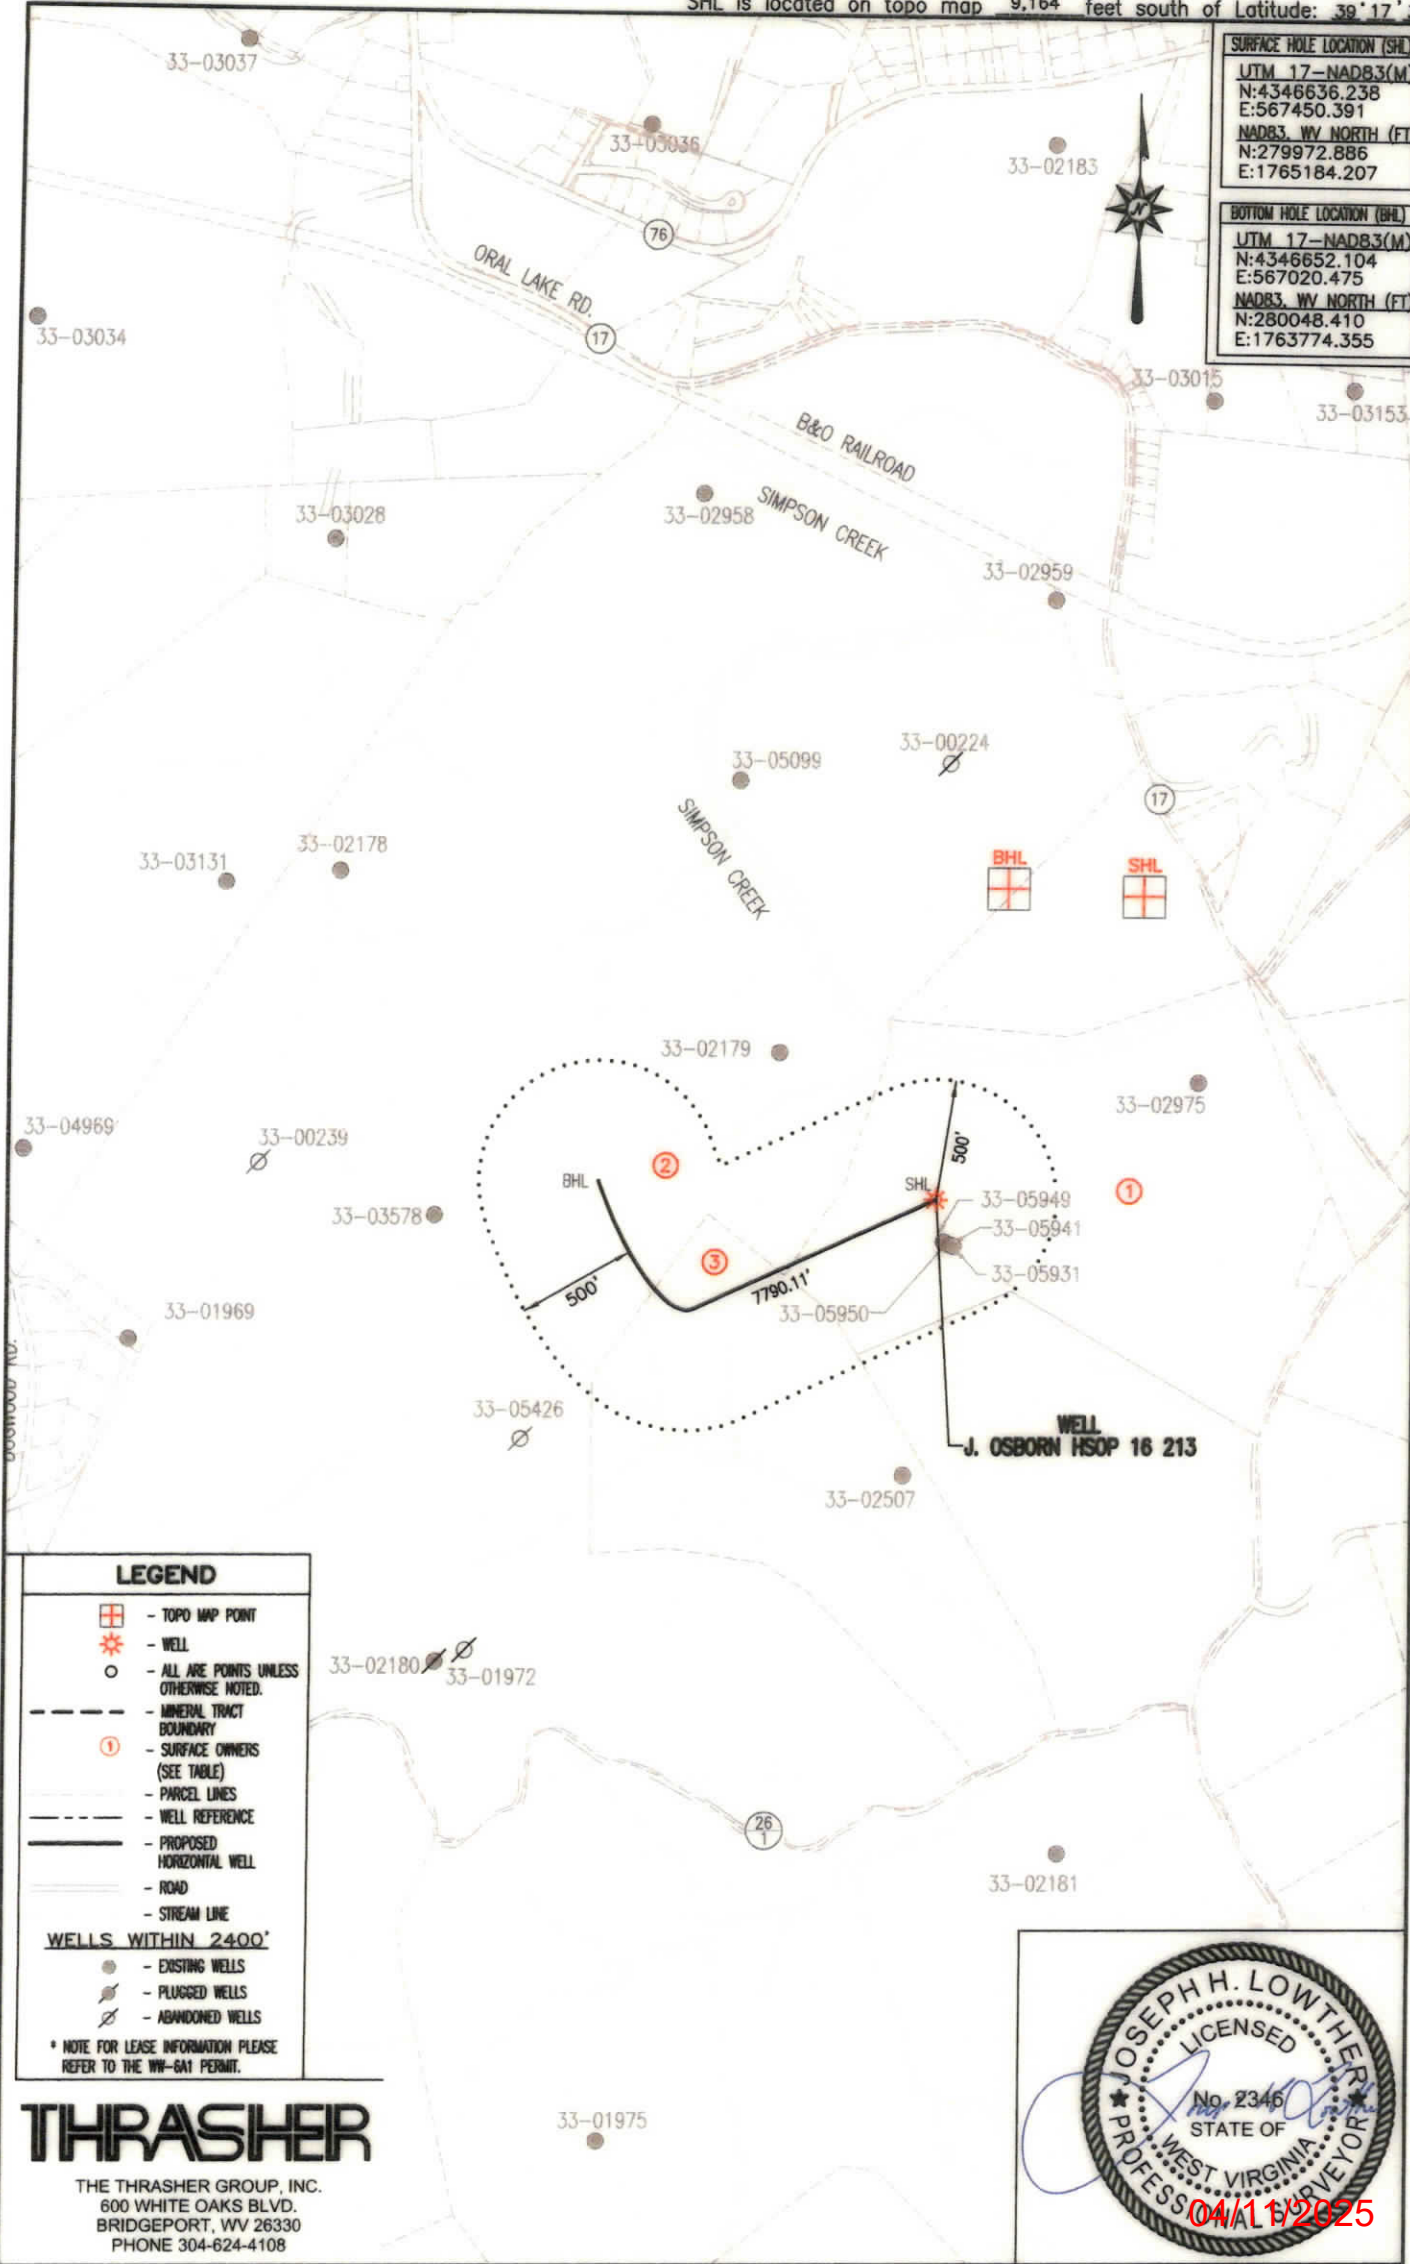 SHL is located on topo map 9,164 feet south of Latitude: 39°17'
SURFACE HOLE LOCATION (SHL)
UTM 17-NAD83(M)
N:4346636.238
E:567450.391
NAD83, WV NORTH (FT)
N:279972.886
E:1765184.207
BOTTOM HOLE LOCATION (BHL)
UTM 17-NAD83(M)
N:4346652.104
E:567020.475
NAD83, WV NORTH (FT)
N:280048.410
E:1763774.355
33-03037
33-03036
33-02183
N
76
ORAL LAKE RD.
17
33-03034
33-03015
33-03153
B&O RAILROAD
SIMPSON CREEK
33-03028
33-02958
33-02959
33-00224
33-05099
17
SIMPSON CREEK
33-02178
33-03131
BHL
SHL
33-02179
33-02975
33-04969
33-00239
500'
2
BHL
SHL
1
33-05949
33-03578
33-05941
3
33-05931
500'
7790.11'
33-05950
33-01969
DOGWOOD RD.
33-05426
WELL
J. OSBORN HSOP 16 213
33-02507
LEGEND
- TOPO MAP POINT
- WELL
- ALL ARE POINTS UNLESS
OTHERWISE NOTED.
- MINERAL TRACT
BOUNDARY
1 - SURFACE OWNERS
(SEE TABLE)
- PARCEL LINES
- WELL REFERENCE
- PROPOSED
HORIZONTAL WELL
- ROAD
- STREAM LINE
WELLS WITHIN 2400'
- EXISTING WELLS
- PLUGGED WELLS
- ABANDONED WELLS
* NOTE FOR LEASE INFORMATION PLEASE
REFER TO THE WW-6A1 PERMIT.
33-02180
33-01972
26
1
33-02181
33-01975
THRASHER
THE THRASHER GROUP, INC.
600 WHITE OAKS BLVD.
BRIDGEPORT, WV 26330
PHONE 304-624-4108
JOSEPH H. LOWTHER
LICENSED
No. 2346
STATE OF
WEST VIRGINIA
PROFESSIONAL SURVEYOR
04/11/2025